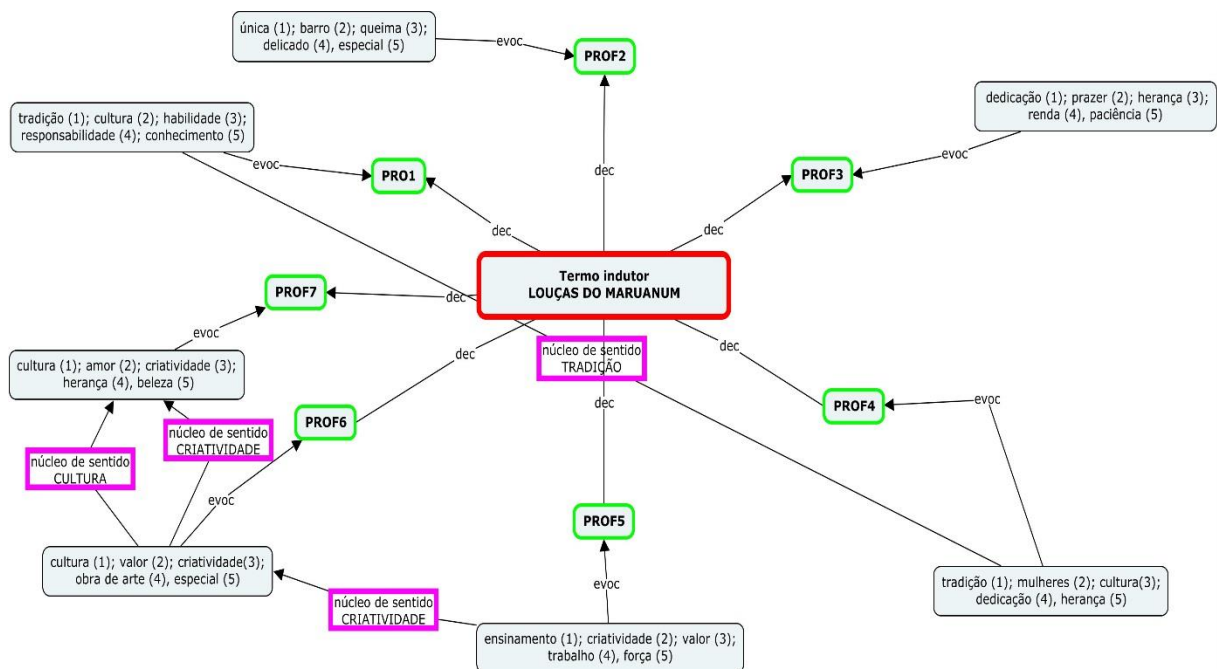 única (1); barro (2); queima (3);
delicado (4), especial (5)
evoc
PROF2
dedicação (1); prazer (2); herança (3);
renda (4), paciência (5)
tradição (1); cultura (2); habilidade (3);
responsabilidade (4); conhecimento (5)
evoc
evoc
dec
PRO1
PROF3
dec
dec
Termo indutor
LOUÇAS DO MARUANUM
PROF7
dec
evoc
núcleo de sentido
TRADIÇÃO
dec
dec
cultura (1); amor (2); criatividade (3);
herança (4), beleza (5)
dec
PROF4
evoc
PROF6
núcleo de sentido
CRIATIVIDADE
núcleo de sentido
CULTURA
evoc
PROF5
cultura (1); valor (2); criatividade(3);
obra de arte (4), especial (5)
evoc
tradição (1); mulheres (2); cultura(3);
dedicação (4), herança (5)
núcleo de sentido
CRIATIVIDADE
ensinamento (1); criatividade (2); valor (3);
trabalho (4), força (5)